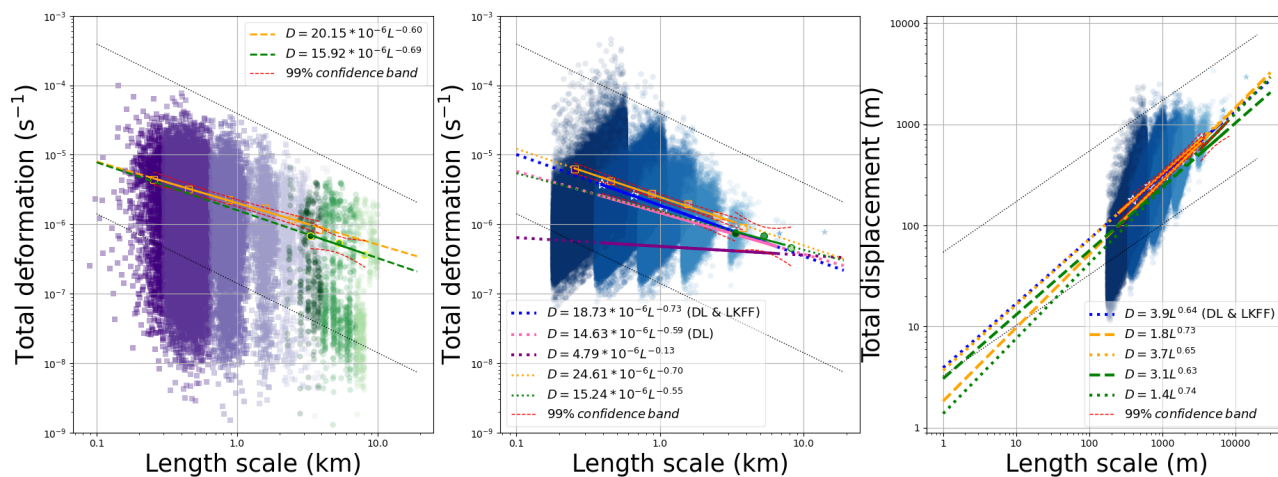 Total deformation (s⁻¹)
10⁻³
10⁻⁴
10⁻⁵
10⁻⁶
10⁻⁷
10⁻⁸
10⁻⁹
D = 20.15 * 10⁻⁶L⁻⁰·⁶⁰
D = 15.92 * 10⁻⁶L⁻⁰·⁶⁹
99% confidence band
0.1 1.0 10.0
Length scale (km)
Total deformation (s⁻¹)
10⁻³
10⁻⁴
10⁻⁵
10⁻⁶
10⁻⁷
10⁻⁸
10⁻⁹
D = 18.73 * 10⁻⁶L⁻⁰·⁷³ (DL & LKFF)
D = 14.63 * 10⁻⁶L⁻⁰·⁵⁹ (DL)
D = 4.79 * 10⁻⁶L⁻⁰·¹³
D = 24.61 * 10⁻⁶L⁻⁰·⁷⁰
D = 15.24 * 10⁻⁶L⁻⁰·⁵⁵
99% confidence band
0.1 1.0 10.0
Length scale (km)
Total displacement (m)
10000
1000
100
10
1
D = 3.9L⁰·⁶⁴ (DL & LKFF)
D = 1.8L⁰·⁷³
D = 3.7L⁰·⁶⁵
D = 3.1L⁰·⁶³
D = 1.4L⁰·⁷⁴
99% confidence band
1 10 100 1000 10000
Length scale (m)